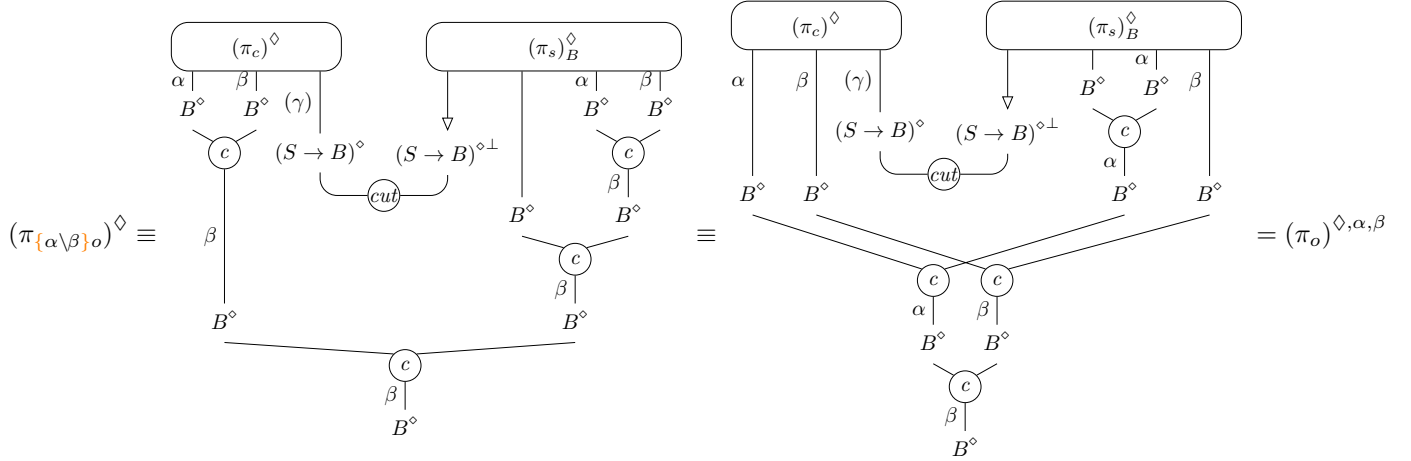 (π_c)^◊ (π_s)_B^◊ (π_c)^◊ (π_s)_B^◊
α β (γ) α β α β (γ) α β
B^⋄ B^⋄ B^⋄ B^⋄ B^⋄ B^⋄
c (S → B)^⋄ (S → B)^{⋄⊥} c (S → B)^⋄ (S → B)^{⋄⊥} c
cut β cut α
B^⋄ B^⋄ B^⋄ B^⋄ B^⋄ B^⋄
(π_{{α\β}o})^◊ ≡ β c ≡ = (π_o)^{◊,α,β}
β c c
B^⋄ B^⋄ α β
c B^⋄ B^⋄
β c
B^⋄ β
B^⋄